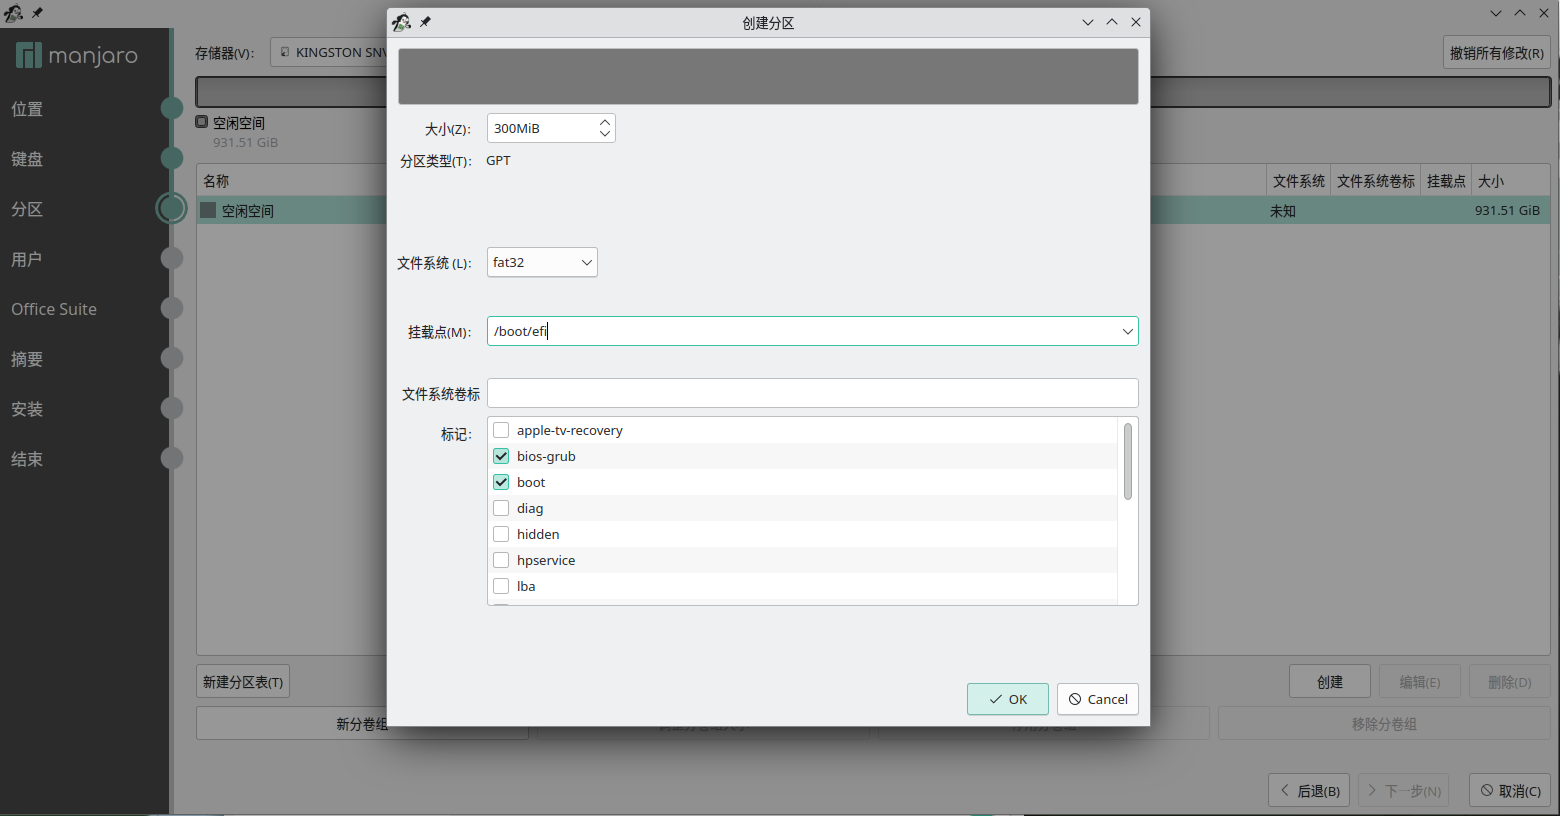 创建分区
manjaro
存储器(V):
KINGSTON SNV
撤销所有修改(R)
大小(Z):
300MiB
位置
空闲空间
931.51 GiB
分区类型(T):
GPT
键盘
名称
文件系统
文件系统卷标
挂载点
大小
分区
空闲空间
未知
931.51 GiB
用户
文件系统 (L):
fat32
Office Suite
挂载点(M):
/boot/efi
摘要
文件系统卷标
安装
标记:
apple-tv-recovery
bios-grub
结束
boot
diag
hidden
hpservice
lba
新建分区表(T)
创建
编辑(E)
删除(D)
OK
Cancel
新分卷组
移除分卷组
后退(B)
下一步(N)
取消(C)